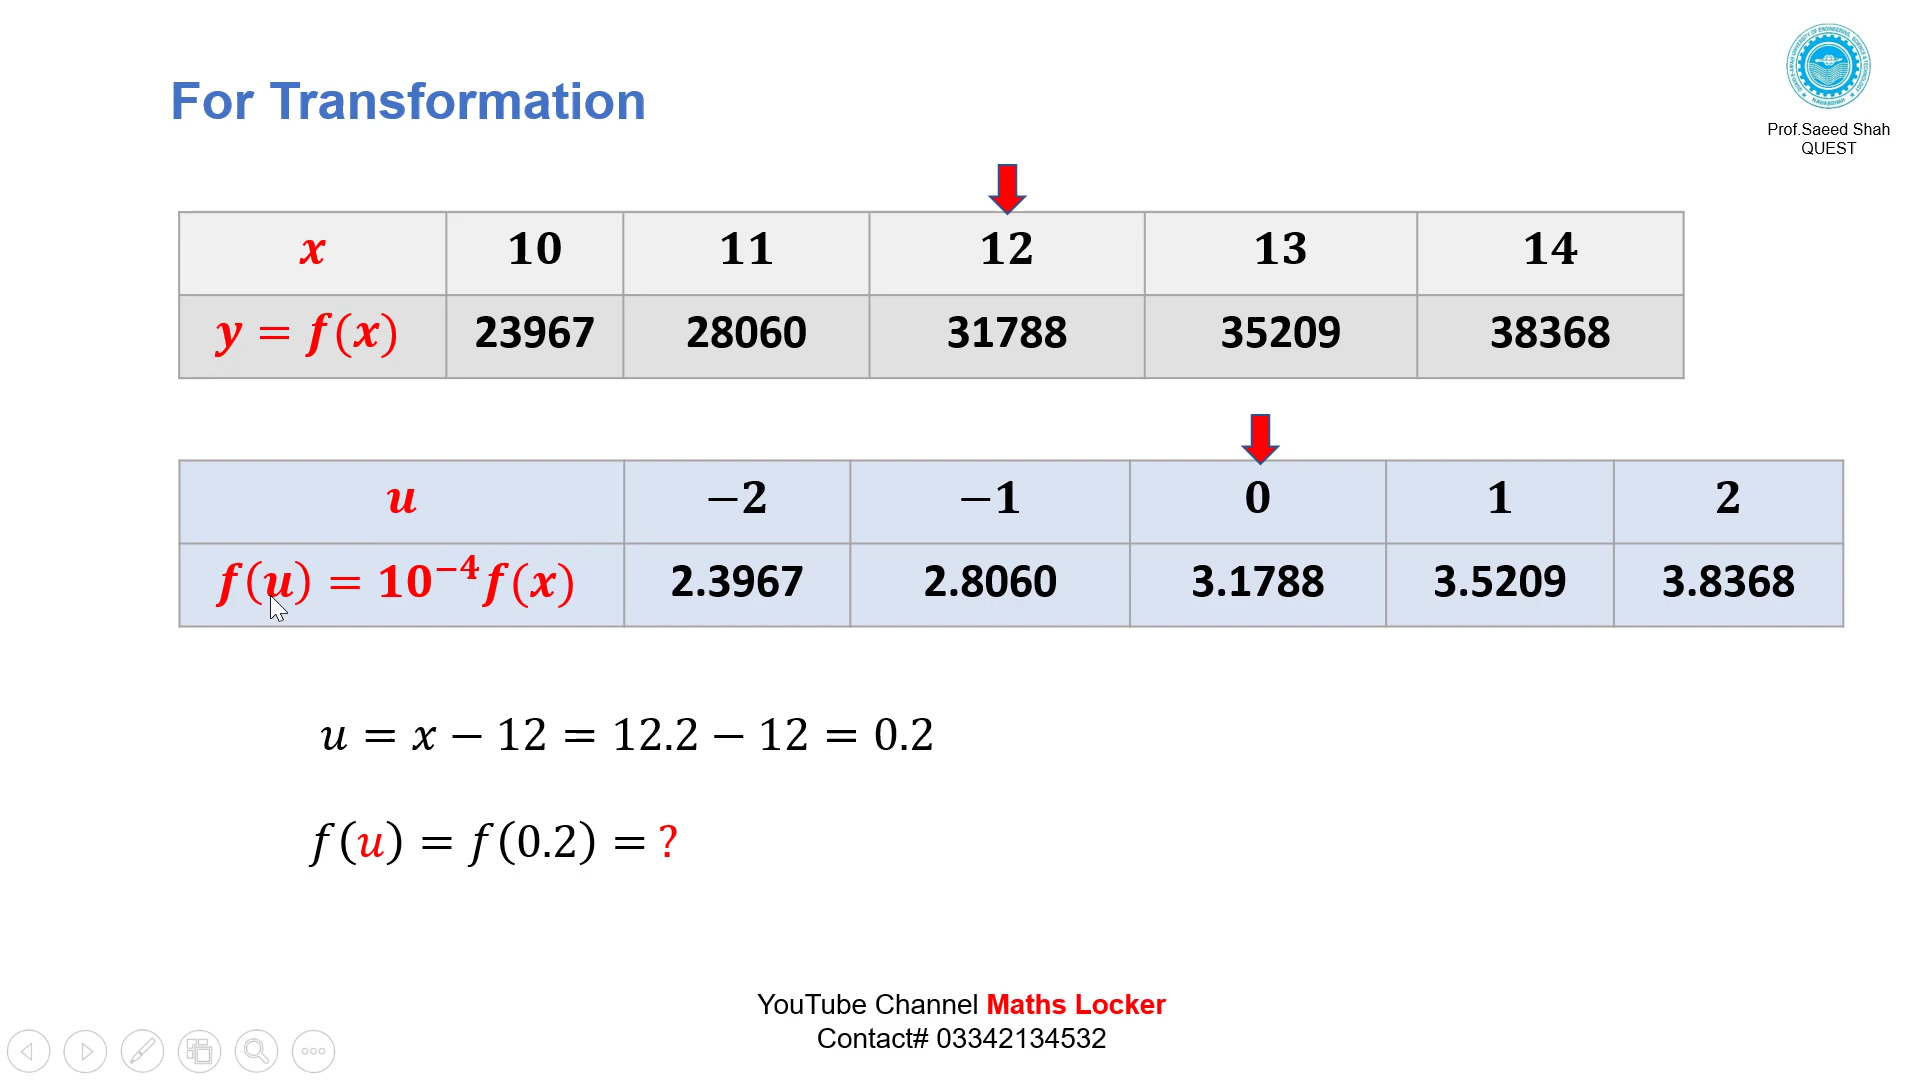 For Transformation
Prof.Saeed Shah
QUEST
x 10 11 12 13 14
y = f(x) 23967 28060 31788 35209 38368
u −2 −1 0 1 2
f(u) = 10⁻⁴f(x) 2.3967 2.8060 3.1788 3.5209 3.8368
u = x − 12 = 12.2 − 12 = 0.2
f(u) = f(0.2) = ?
YouTube Channel Maths Locker
Contact# 03342134532